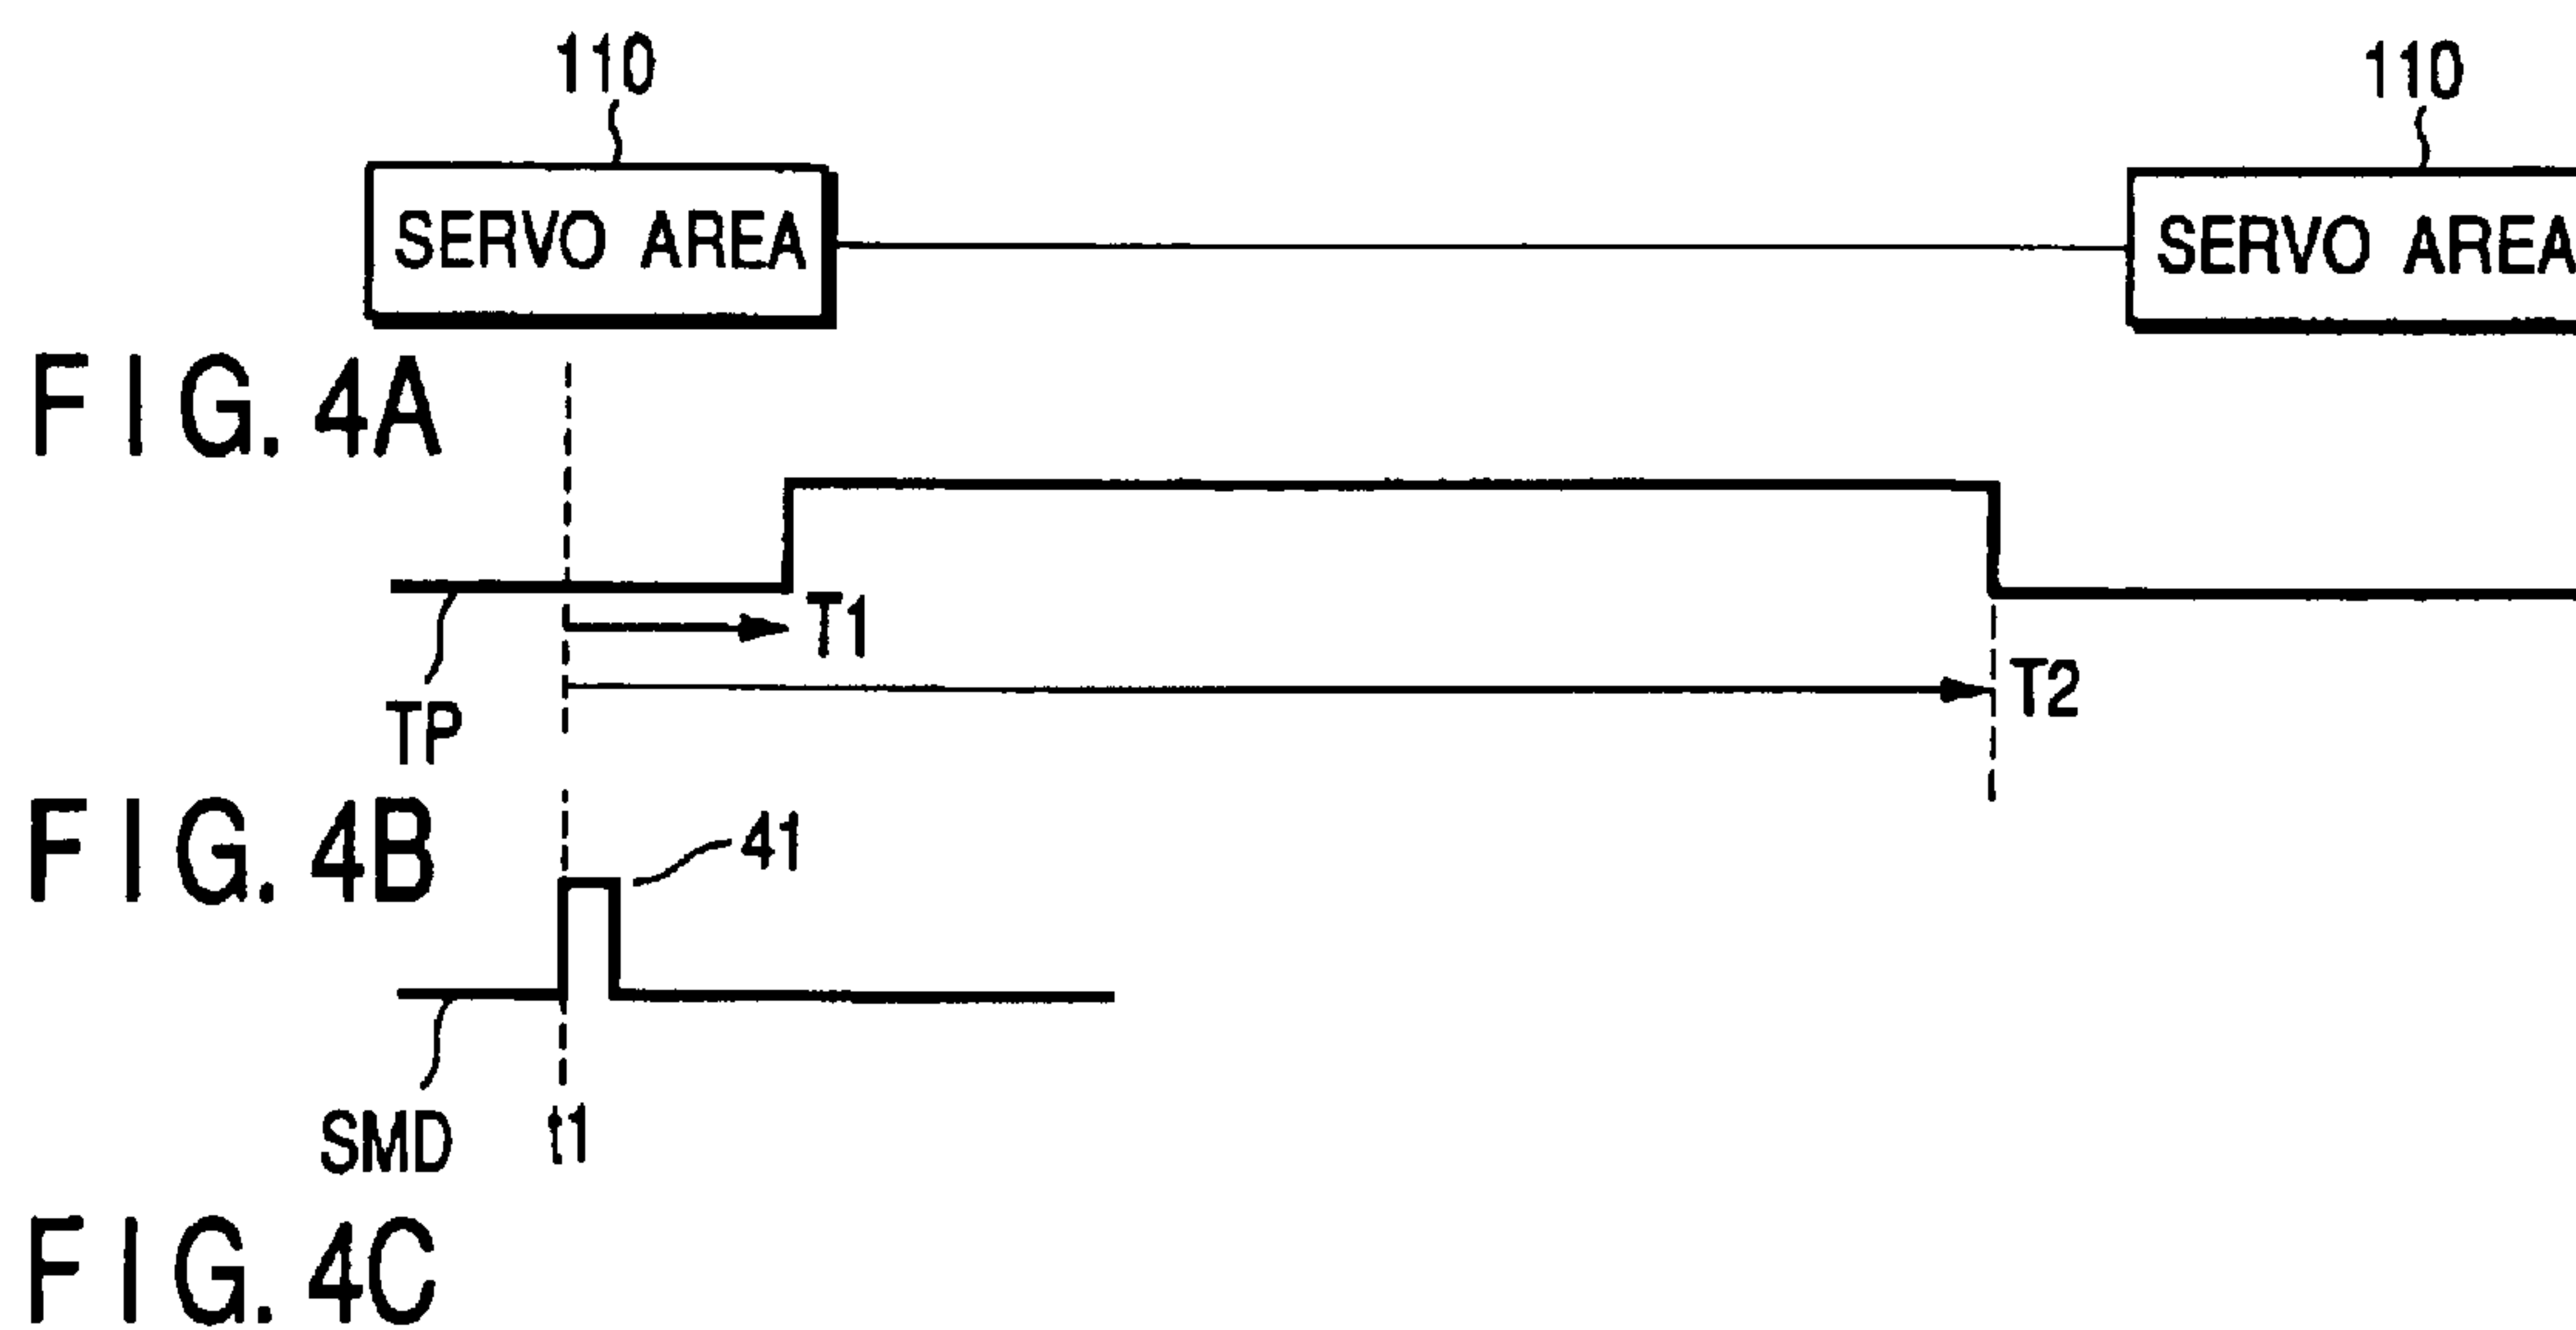 110
110
SERVO AREA
SERVO AREA
FIG. 4A
T1
T2
TP
FIG. 4B
41
SMD
t1
FIG. 4C